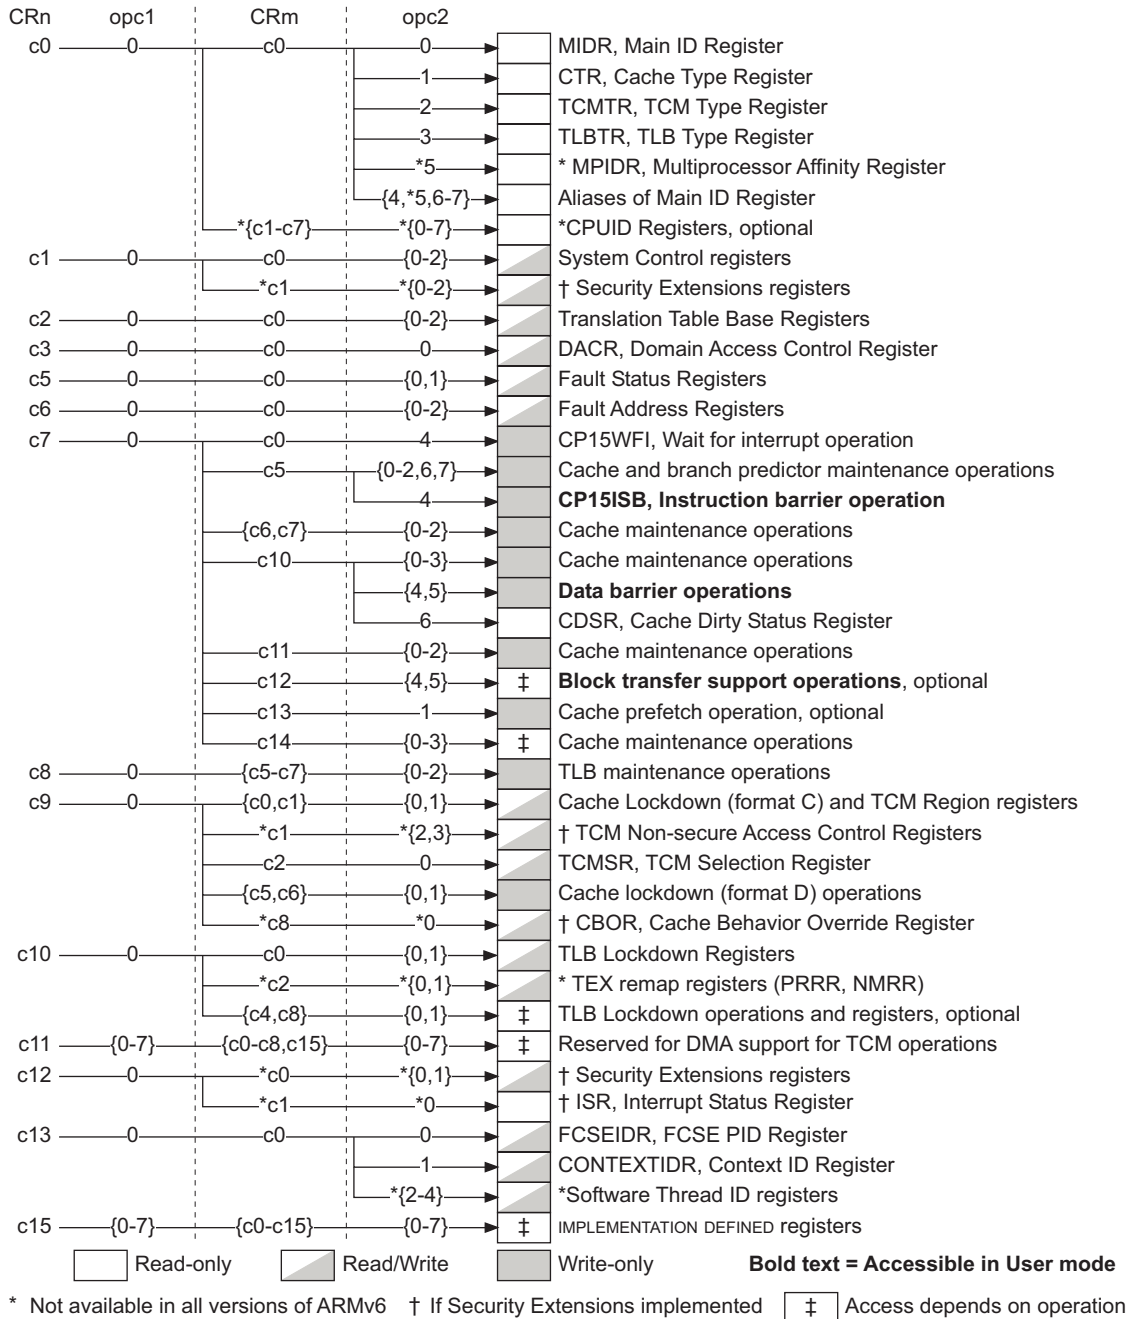 CRn opc1 CRm opc2
c0 0 c0 0 MIDR, Main ID Register
1 CTR, Cache Type Register
2 TCMTR, TCM Type Register
3 TLBTR, TLB Type Register
*5 * MPIDR, Multiprocessor Affinity Register
{4,*5,6-7} Aliases of Main ID Register
*{c1-c7} *{0-7} *CPUID Registers, optional
c1 0 c0 {0-2} System Control registers
*c1 *{0-2} † Security Extensions registers
c2 0 c0 {0-2} Translation Table Base Registers
c3 0 c0 0 DACR, Domain Access Control Register
c5 0 c0 {0,1} Fault Status Registers
c6 0 c0 {0-2} Fault Address Registers
c7 0 c0 4 CP15WFI, Wait for interrupt operation
c5 {0-2,6,7} Cache and branch predictor maintenance operations
4 CP15ISB, Instruction barrier operation
{c6,c7} {0-2} Cache maintenance operations
c10 {0-3} Cache maintenance operations
{4,5} Data barrier operations
6 CDSR, Cache Dirty Status Register
c11 {0-2} Cache maintenance operations
c12 {4,5} ‡ Block transfer support operations, optional
c13 1 Cache prefetch operation, optional
c14 {0-3} ‡ Cache maintenance operations
c8 0 {c5-c7} {0-2} TLB maintenance operations
c9 0 {c0,c1} {0,1} Cache Lockdown (format C) and TCM Region registers
*c1 *{2,3} † TCM Non-secure Access Control Registers
c2 0 TCMSR, TCM Selection Register
{c5,c6} {0,1} Cache lockdown (format D) operations
*c8 *0 † CBOR, Cache Behavior Override Register
c10 0 c0 {0,1} TLB Lockdown Registers
*c2 *{0,1} * TEX remap registers (PRRR, NMRR)
{c4,c8} {0,1} ‡ TLB Lockdown operations and registers, optional
c11 {0-7} {c0-c8,c15} {0-7} ‡ Reserved for DMA support for TCM operations
c12 0 *c0 *{0,1} † Security Extensions registers
*c1 *0 † ISR, Interrupt Status Register
c13 0 c0 0 FCSEIDR, FCSE PID Register
1 CONTEXTIDR, Context ID Register
*{2-4} *Software Thread ID registers
c15 {0-7} {c0-c15} {0-7} ‡ IMPLEMENTATION DEFINED registers
Read-only Read/Write Write-only Bold text = Accessible in User mode
* Not available in all versions of ARMv6 † If Security Extensions implemented ‡ Access depends on operation